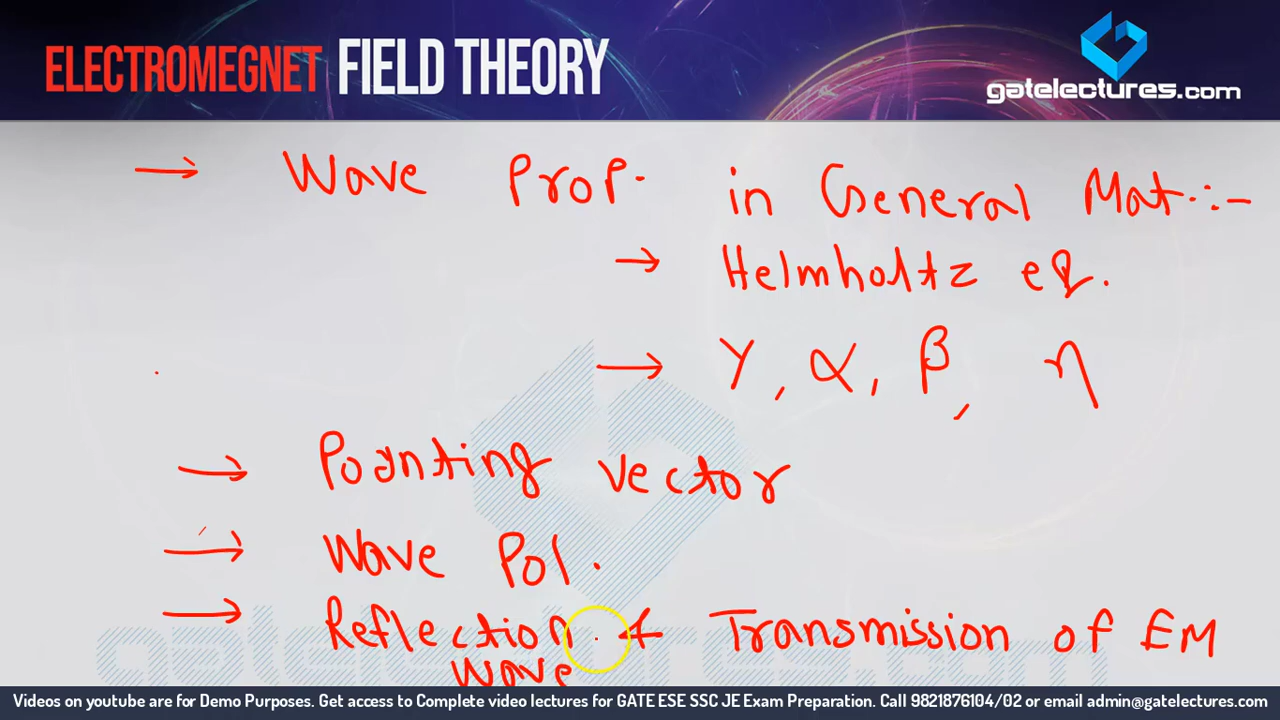 ELECTROMEGNET FIELD THEORY
gatelectures.com
→ Wave Prop. in General Mat. :-
→ Helmholtz eq.
→ γ, α, β, η
→ Poynting vector
→ Wave Pol.
→ Reflection & Transmission of EM
Wave
gatelectures.com
Videos on youtube are for Demo Purposes. Get access to Complete video lectures for GATE ESE SSC JE Exam Preparation. Call 9821876104/02 or email admin@gatelectures.com